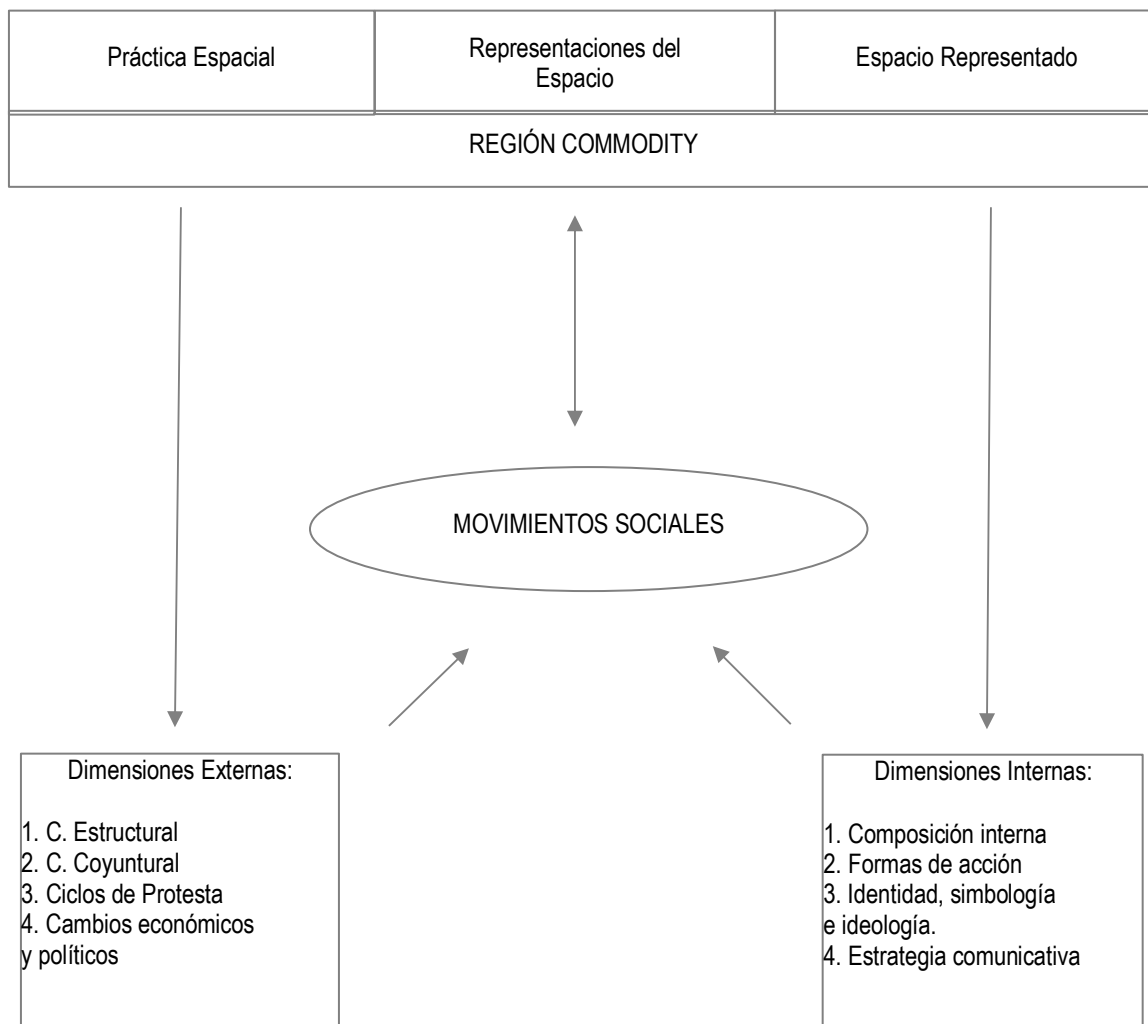 Práctica Espacial
Representaciones del
Espacio
Espacio Representado
REGIÓN COMMODITY
MOVIMIENTOS SOCIALES
Dimensiones Externas:
1. C. Estructural
2. C. Coyuntural
3. Ciclos de Protesta
4. Cambios económicos
y políticos
Dimensiones Internas:
1. Composición interna
2. Formas de acción
3. Identidad, simbología
e ideología.
4. Estrategia comunicativa